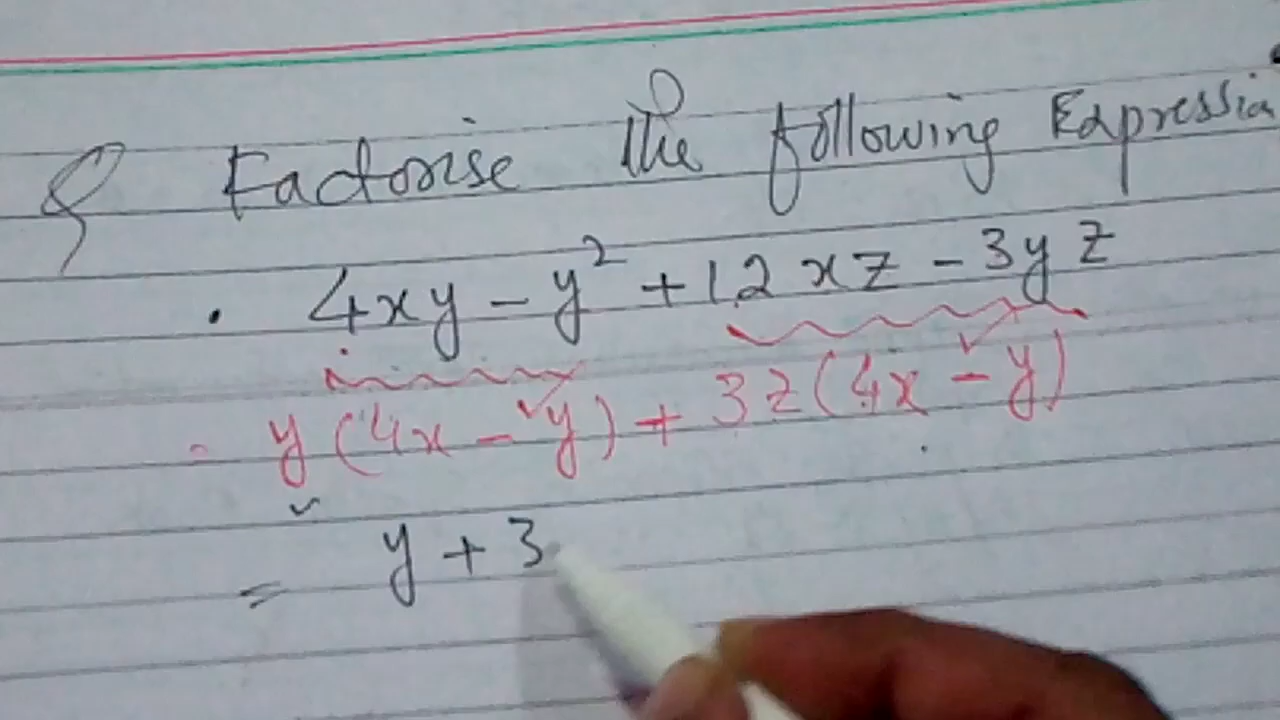 Q Factorise the following Expressio
. 4xy - y² + 12xz - 3yz
= y(4x - y) + 3z(4x - y)
= y + 3